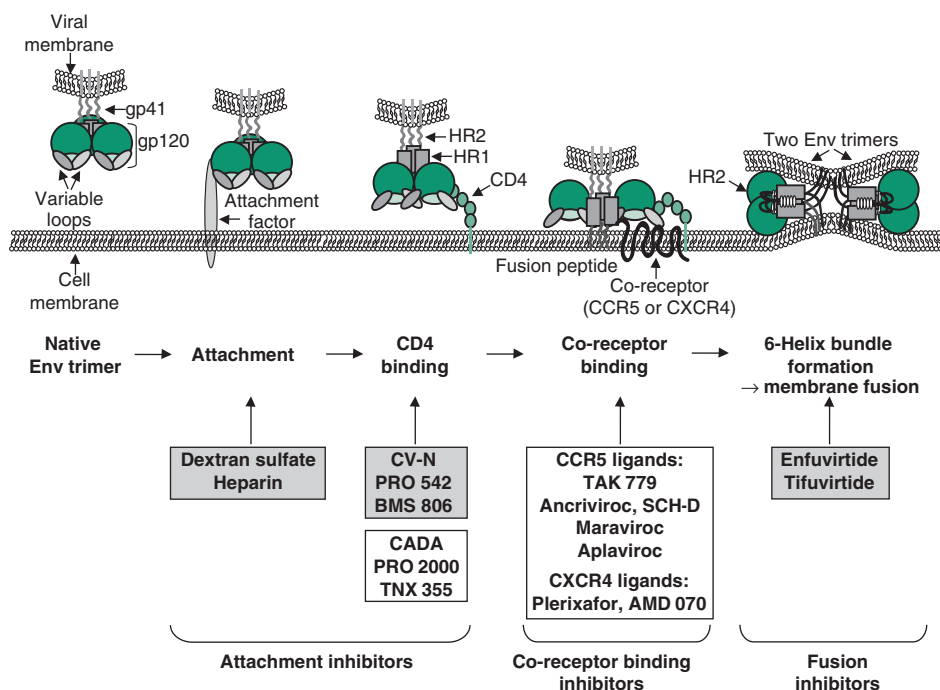 Viral
membrane
gp41
gp120
Variable
loops
Cell
membrane
Attachment
factor
HR2
HR1
CD4
Fusion peptide
Co-receptor
(CCR5 or CXCR4)
Two Env trimers
HR2
Native
Env trimer
Attachment
CD4
binding
Co-receptor
binding
6-Helix bundle
formation
→ membrane fusion
Dextran sulfate
Heparin
CV-N
PRO 542
BMS 806
CADA
PRO 2000
TNX 355
CCR5 ligands:
TAK 779
Ancriviroc, SCH-D
Maraviroc
Aplaviroc
CXCR4 ligands:
Plerixafor, AMD 070
Enfuvirtide
Tifuvirtide
Attachment inhibitors
Co-receptor binding
inhibitors
Fusion
inhibitors